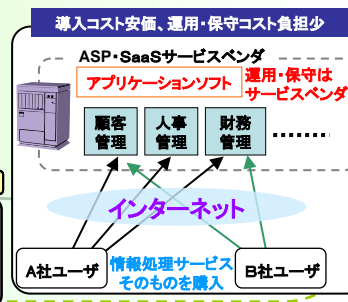 導入コスト安価、運用・保守コスト負担少
ASP・SaaSサービスベンダ
アプリケーションソフト
運用・保守は
サービスベンダ
顧客
管理
人事
管理
財務
管理
インターネット
A社ユーザ
情報処理サービス
そのものを購入
B社ユーザ